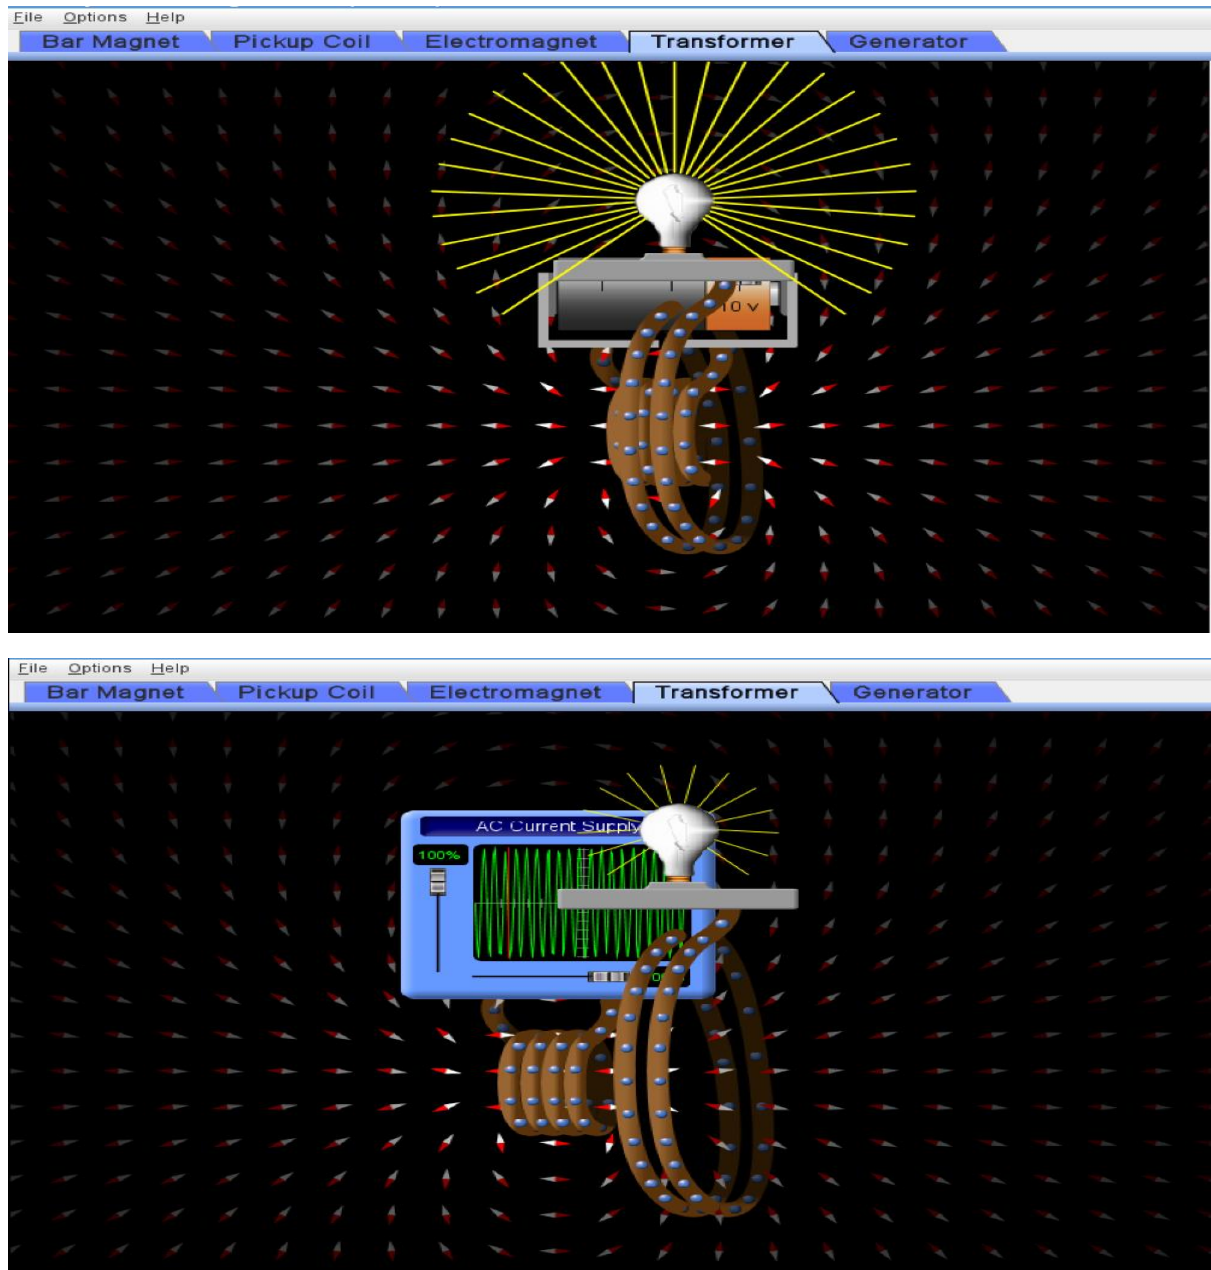 File Options Help
Bar Magnet Pickup Coil Electromagnet Transformer Generator
10 V
File Options Help
Bar Magnet Pickup Coil Electromagnet Transformer Generator
AC Current Supply
100%